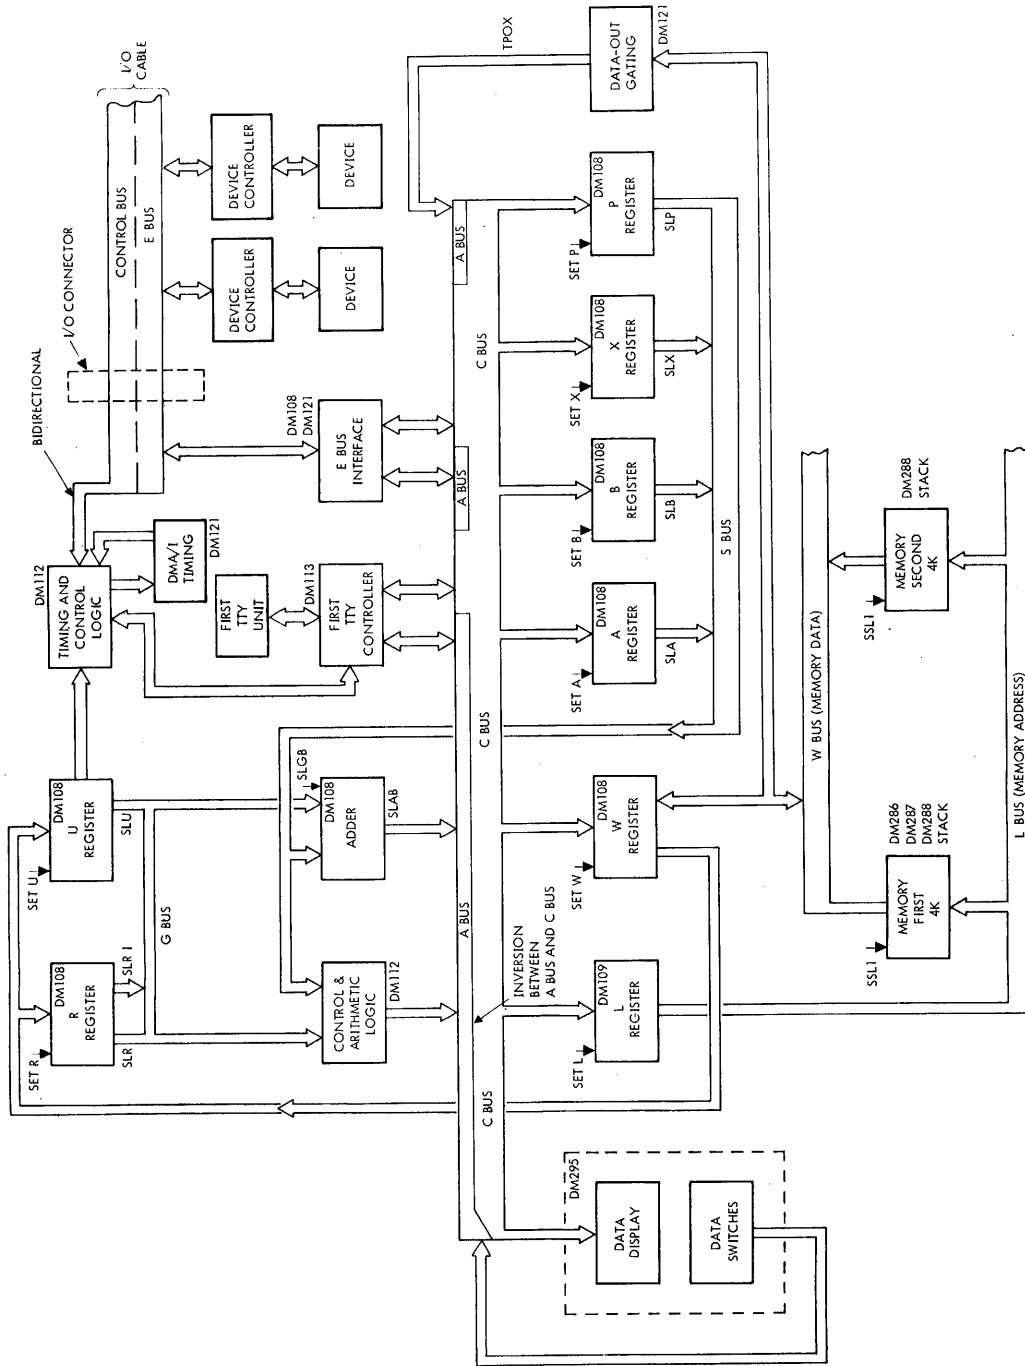 I/O CABLE
CONTROL BUS
E BUS
I/O CONNECTOR
BIDIRECTIONAL
DEVICE CONTROLLER
DEVICE
DEVICE CONTROLLER
DEVICE
DM112
TIMING AND CONTROL LOGIC
DMA/I TIMING
DM121
FIRST TTY UNIT
DM113
FIRST TTY CONTROLLER
DM108
DM121
E BUS INTERFACE
SET U
DM108
U REGISTER
SLU
SET R
DM108
R REGISTER
SLR
SLR I
G BUS
SLGB
DM108
ADDER
SLAB
CONTROL & ARITHMETIC LOGIC
DM112
A BUS
A BUS
A BUS
INVERSION BETWEEN A BUS AND C BUS
C BUS
C BUS
C BUS
TPOX
DATA-OUT GATING
DM121
SET P
DM108
P REGISTER
SLP
SET X
DM108
X REGISTER
SLX
SET B
DM108
B REGISTER
SLB
SET A
DM108
A REGISTER
SLA
S BUS
SET W
DM108
W REGISTER
SET L
DM109
L REGISTER
DM295
DATA DISPLAY
DATA SWITCHES
W BUS (MEMORY DATA)
DM288
STACK
SSL1
MEMORY SECOND 4K
DM286
DM287
DM288
STACK
SSL1
MEMORY FIRST 4K
L BUS (MEMORY ADDRESS)